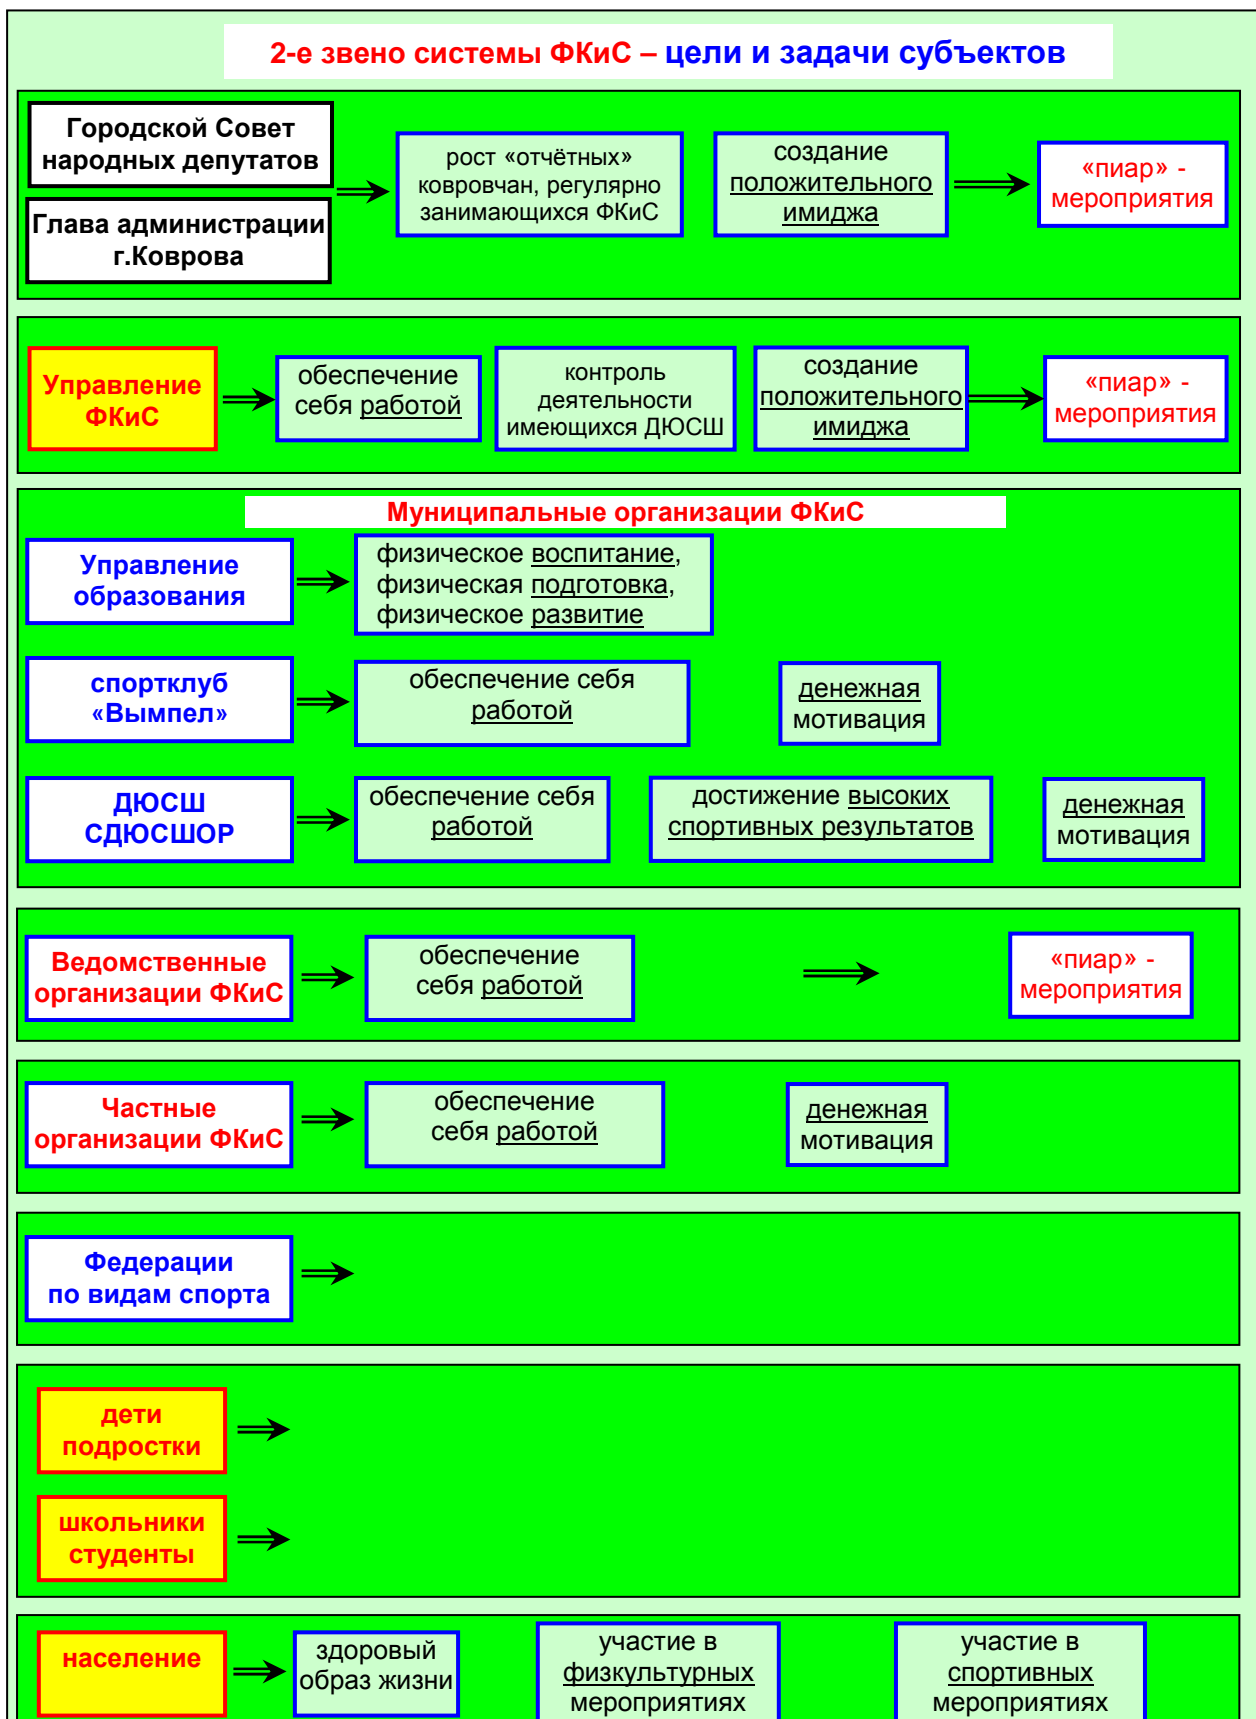 2-е звено системы ФКиС – цели и задачи субъектов
Городской Совет
народных депутатов
Глава администрации
г.Коврова
рост «отчётных»
ковровчан, регулярно
занимающихся ФКиС
создание
положительного
имиджа
«пиар» -
мероприятия
Управление
ФКиС
обеспечение
себя работой
контроль
деятельности
имеющихся ДЮСШ
создание
положительного
имиджа
«пиар» -
мероприятия
Муниципальные организации ФКиС
Управление
образования
физическое воспитание,
физическая подготовка,
физическое развитие
спортклуб
«Вымпел»
обеспечение себя
работой
денежная
мотивация
ДЮСШ
СДЮСШОР
обеспечение себя
работой
достижение высоких
спортивных результатов
денежная
мотивация
Ведомственные
организации ФКиС
обеспечение
себя работой
«пиар» -
мероприятия
Частные
организации ФКиС
обеспечение
себя работой
денежная
мотивация
Федерации
по видам спорта
дети
подростки
школьники
студенты
население
здоровый
образ жизни
участие в
физкультурных
мероприятиях
участие в
спортивных
мероприятиях